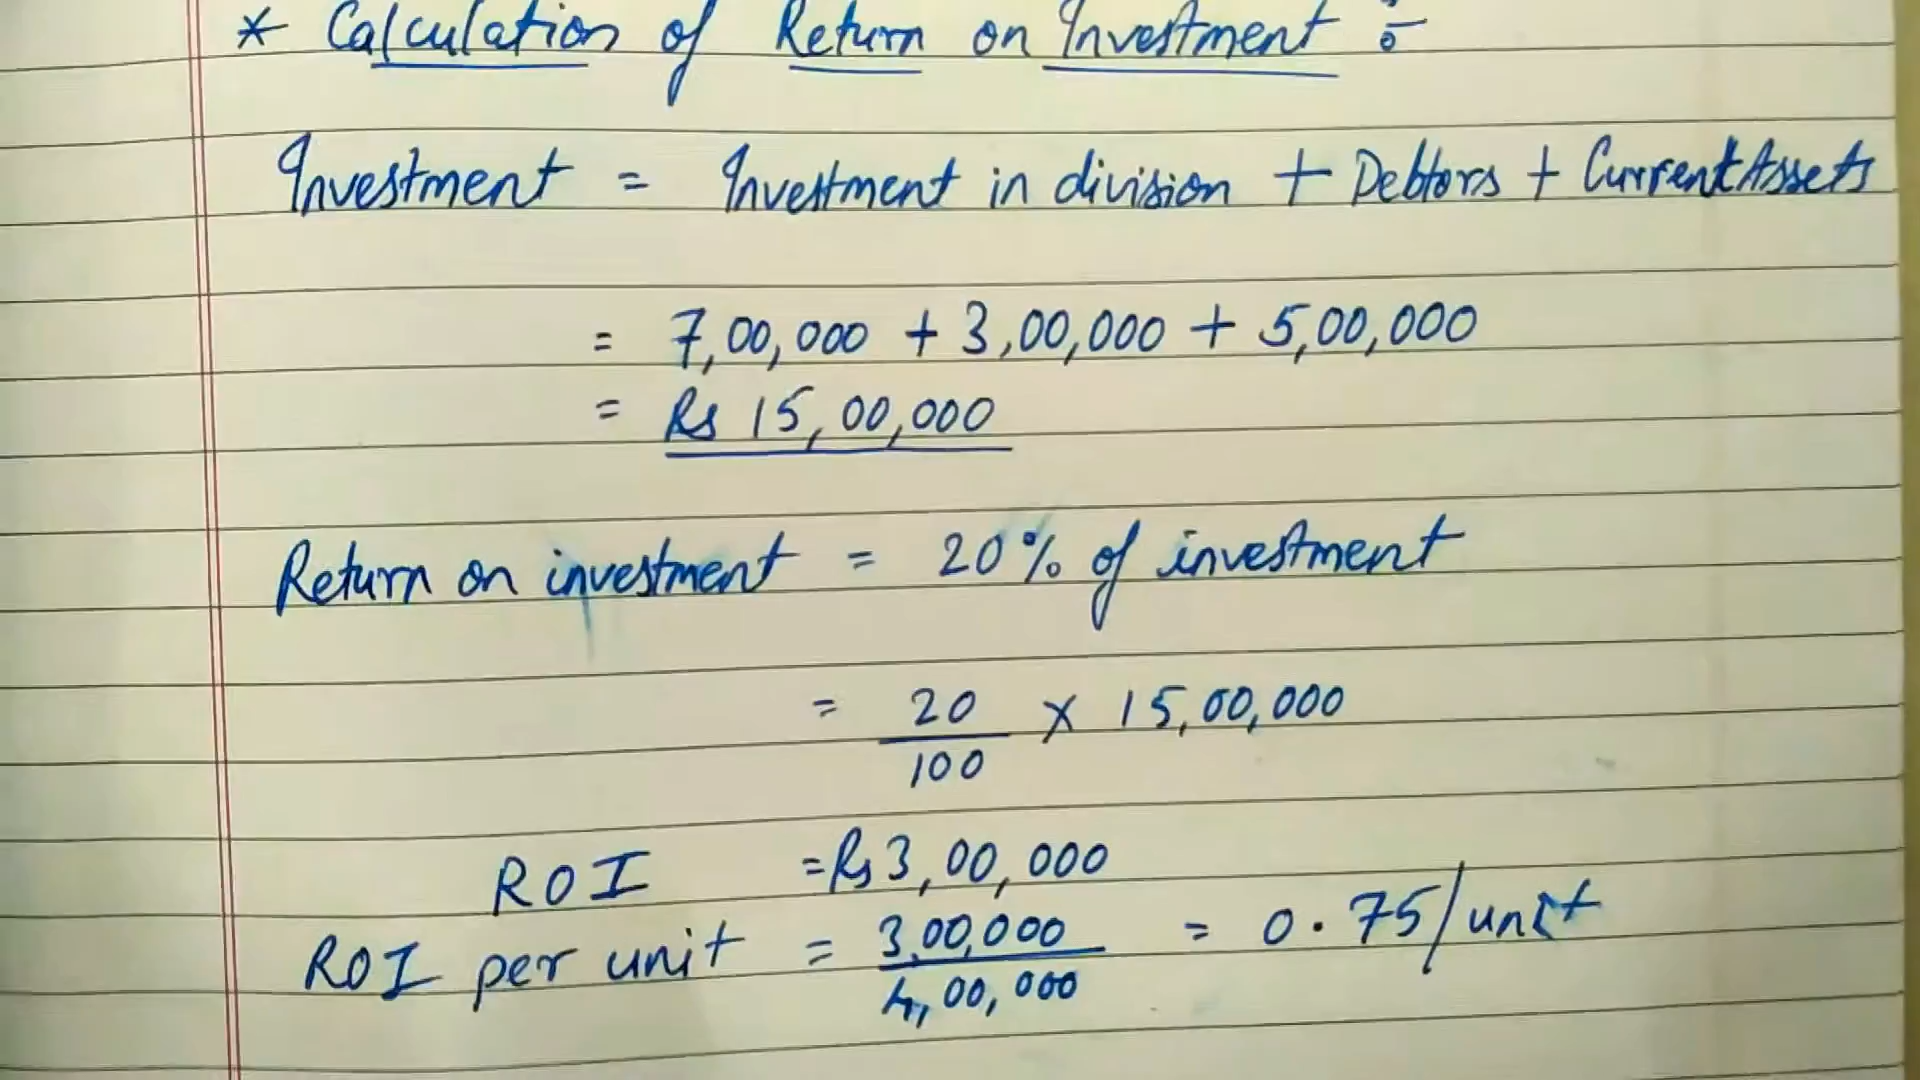 * Calculation of Return on Investment :-
Investment = Investment in division + Debtors + Current Assets
= 7,00,000 + 3,00,000 + 5,00,000
= Rs 15,00,000
Return on investment = 20% of investment
= 20/100 × 15,00,000
ROI = Rs 3,00,000
ROI per unit = 3,00,000/4,00,000 = 0.75/unit